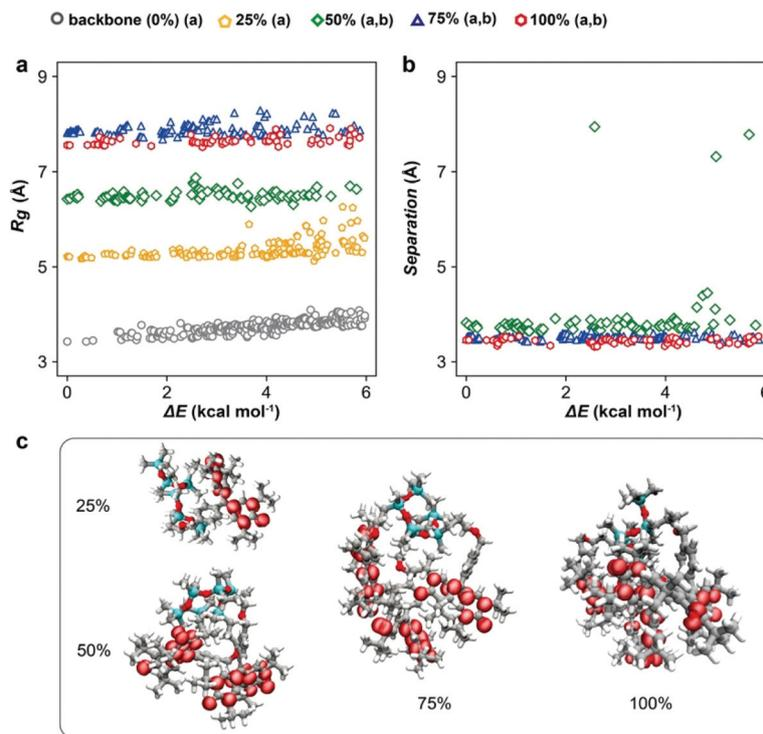 backbone (0%) (a) 25% (a) 50% (a,b) 75% (a,b) 100% (a,b)
a
9
7
5
3
Rg (Å)
0 2 4 6
ΔE (kcal mol⁻¹)
b
9
7
5
3
Separation (Å)
0 2 4 6
ΔE (kcal mol⁻¹)
c
25%
50%
75%
100%